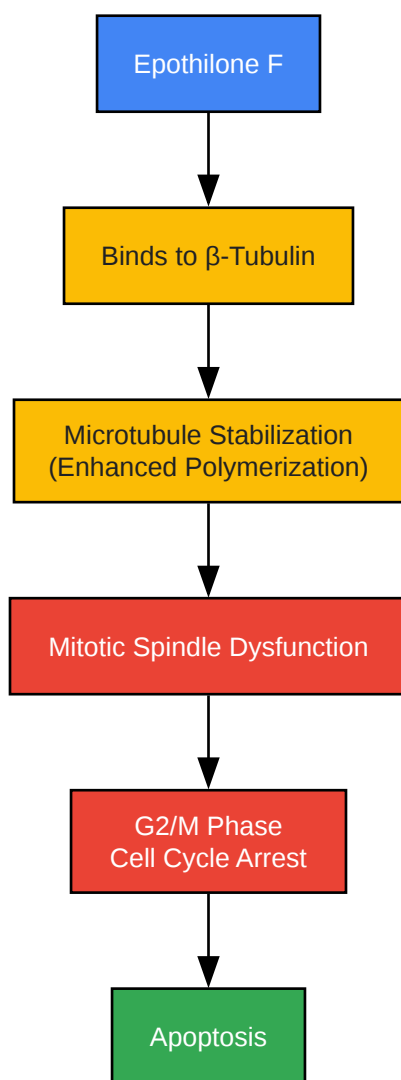 Epothilone F
Binds to β-Tubulin
Microtubule Stabilization
(Enhanced Polymerization)
Mitotic Spindle Dysfunction
G2/M Phase
Cell Cycle Arrest
Apoptosis